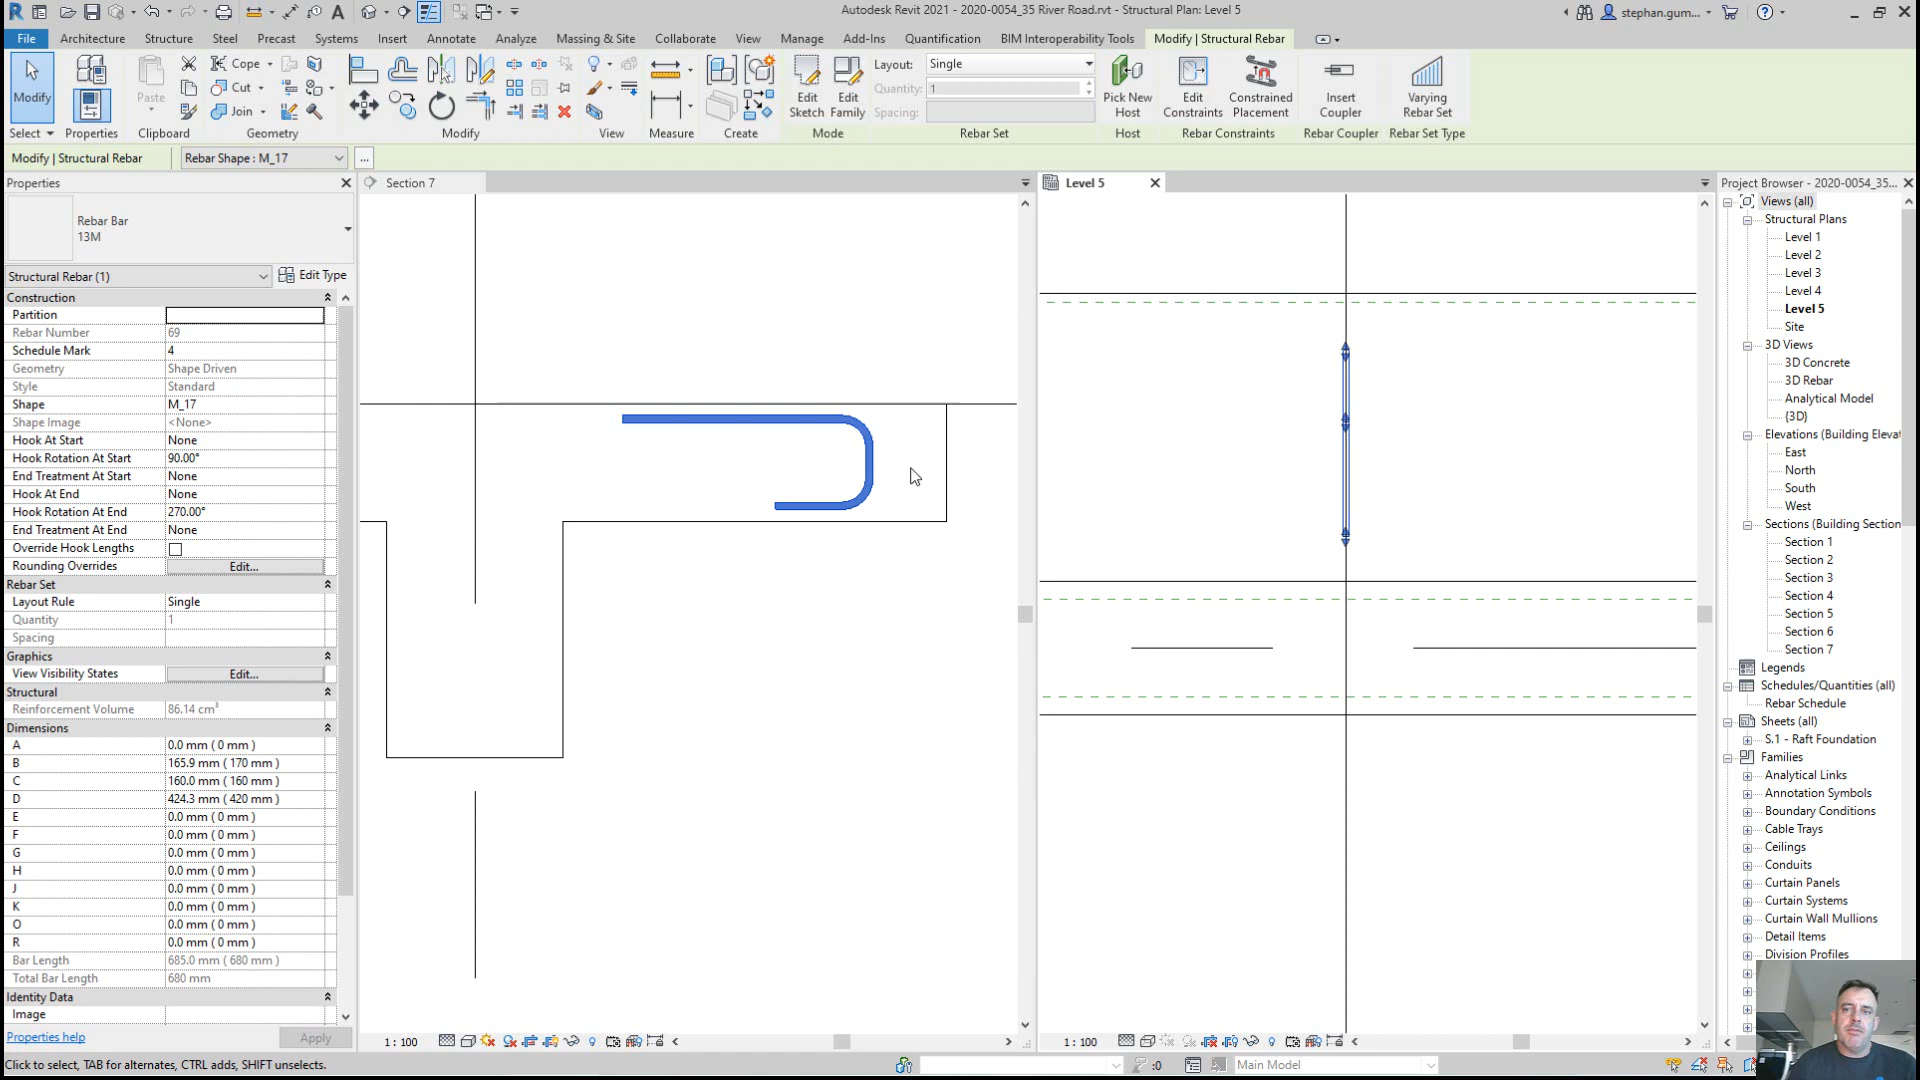 Autodesk Revit 2021 - 2020-0054_35 River Road.rvt - Structural Plan: Level 5
stephan.gum...
File Architecture Structure Steel Precast Systems Insert Annotate Analyze Massing & Site Collaborate View Manage Add-Ins Quantification BIM Interoperability Tools Modify | Structural Rebar
Modify
Select
Properties
Paste
Clipboard
Cope
Cut
Join
Geometry
Modify
View
Measure
Create
Edit Sketch
Edit Family
Mode
Layout: Single
Quantity: 1
Spacing:
Rebar Set
Pick New Host
Host
Edit Constraints
Constrained Placement
Rebar Constraints
Insert Coupler
Rebar Coupler
Varying Rebar Set
Rebar Set Type
Modify | Structural Rebar
Rebar Shape : M_17
...
Properties
Rebar Bar
13M
Structural Rebar (1)
Edit Type
Construction
Partition
Rebar Number 69
Schedule Mark 4
Geometry Shape Driven
Style Standard
Shape M_17
Shape Image <None>
Hook At Start None
Hook Rotation At Start 90.00°
End Treatment At Start None
Hook At End None
Hook Rotation At End 270.00°
End Treatment At End None
Override Hook Lengths
Rounding Overrides Edit...
Rebar Set
Layout Rule Single
Quantity 1
Spacing
Graphics
View Visibility States Edit...
Structural
Reinforcement Volume 86.14 cm³
Dimensions
A 0.0 mm ( 0 mm )
B 165.9 mm ( 170 mm )
C 160.0 mm ( 160 mm )
D 424.3 mm ( 420 mm )
E 0.0 mm ( 0 mm )
F 0.0 mm ( 0 mm )
G 0.0 mm ( 0 mm )
H 0.0 mm ( 0 mm )
J 0.0 mm ( 0 mm )
K 0.0 mm ( 0 mm )
O 0.0 mm ( 0 mm )
R 0.0 mm ( 0 mm )
Bar Length 685.0 mm ( 680 mm )
Total Bar Length 680 mm
Identity Data
Image
Properties help
Apply
Section 7
1 : 100
Level 5
1 : 100
Project Browser - 2020-0054_35...
Views (all)
Structural Plans
Level 1
Level 2
Level 3
Level 4
Level 5
Site
3D Views
3D Concrete
3D Rebar
Analytical Model
{3D}
Elevations (Building Elevat
East
North
South
West
Sections (Building Section
Section 1
Section 2
Section 3
Section 4
Section 5
Section 6
Section 7
Legends
Schedules/Quantities (all)
Rebar Schedule
Sheets (all)
S.1 - Raft Foundation
Families
Analytical Links
Annotation Symbols
Boundary Conditions
Cable Trays
Ceilings
Conduits
Curtain Panels
Curtain Systems
Curtain Wall Mullions
Detail Items
Division Profiles
Click to select, TAB for alternates, CTRL adds, SHIFT unselects.
:0
Main Model